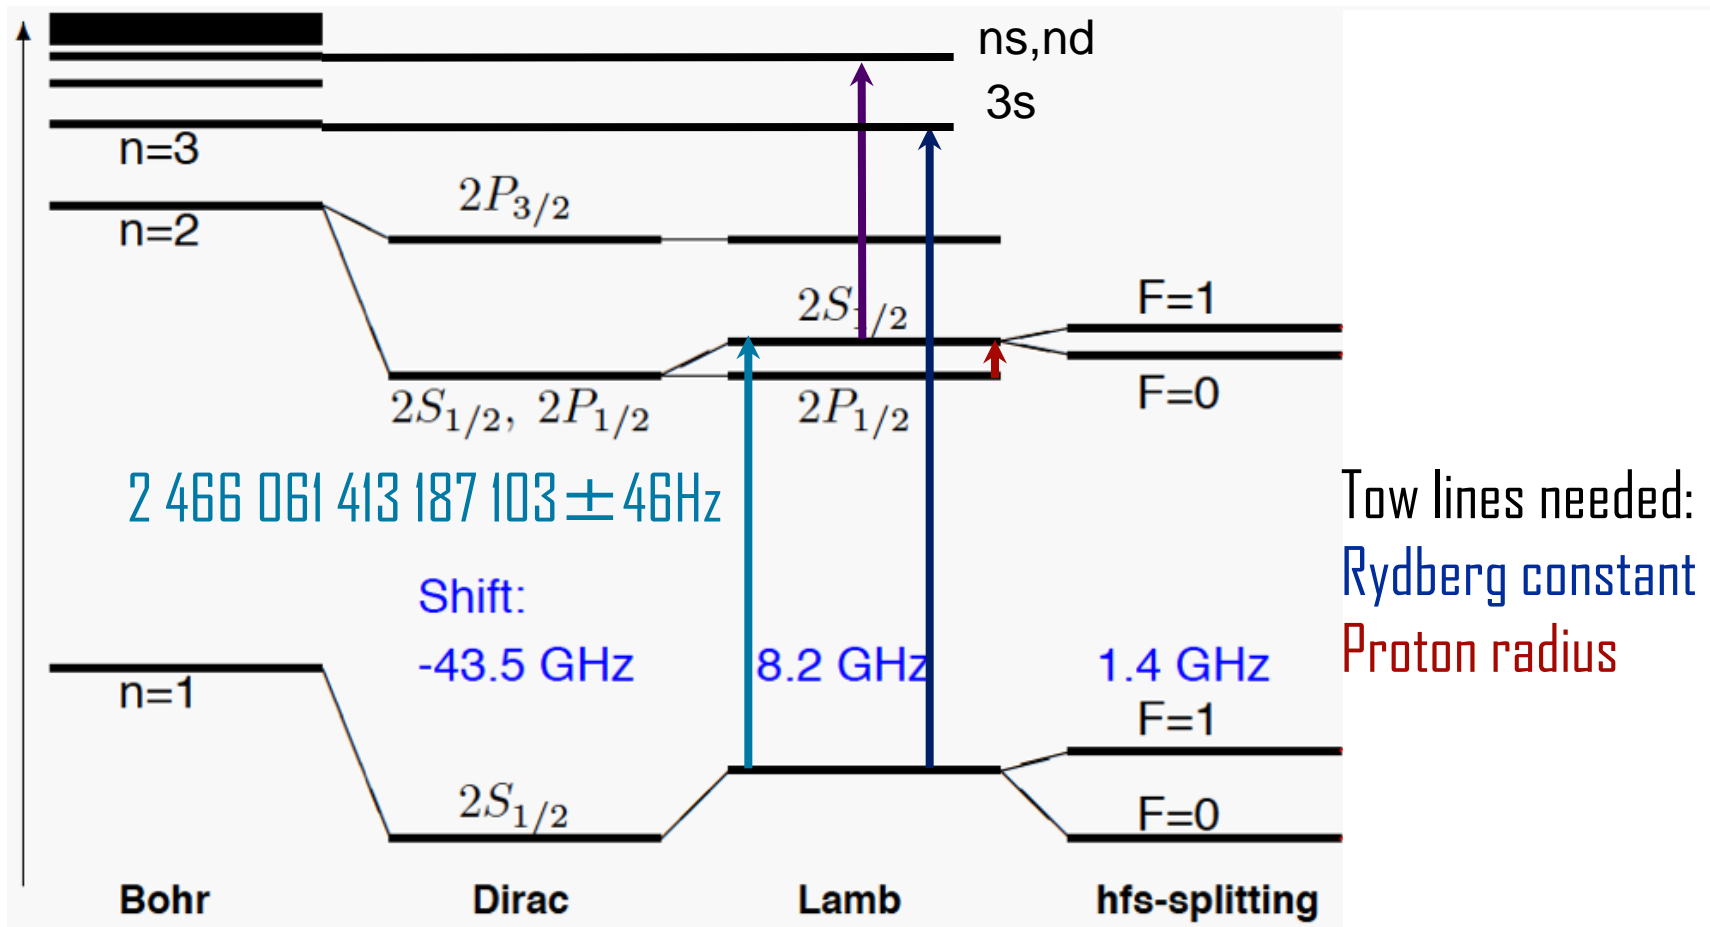 ns,nd
3s
n=3
2P3/2
n=2
2S1/2
F=1
F=0
2S1/2, 2P1/2
2P1/2
2 466 061 413 187 103 ± 46Hz
Tow lines needed:
Rydberg constant
Proton radius
Shift:
-43.5 GHz
8.2 GHz
1.4 GHz
n=1
F=1
2S1/2
F=0
Bohr
Dirac
Lamb
hfs-splitting